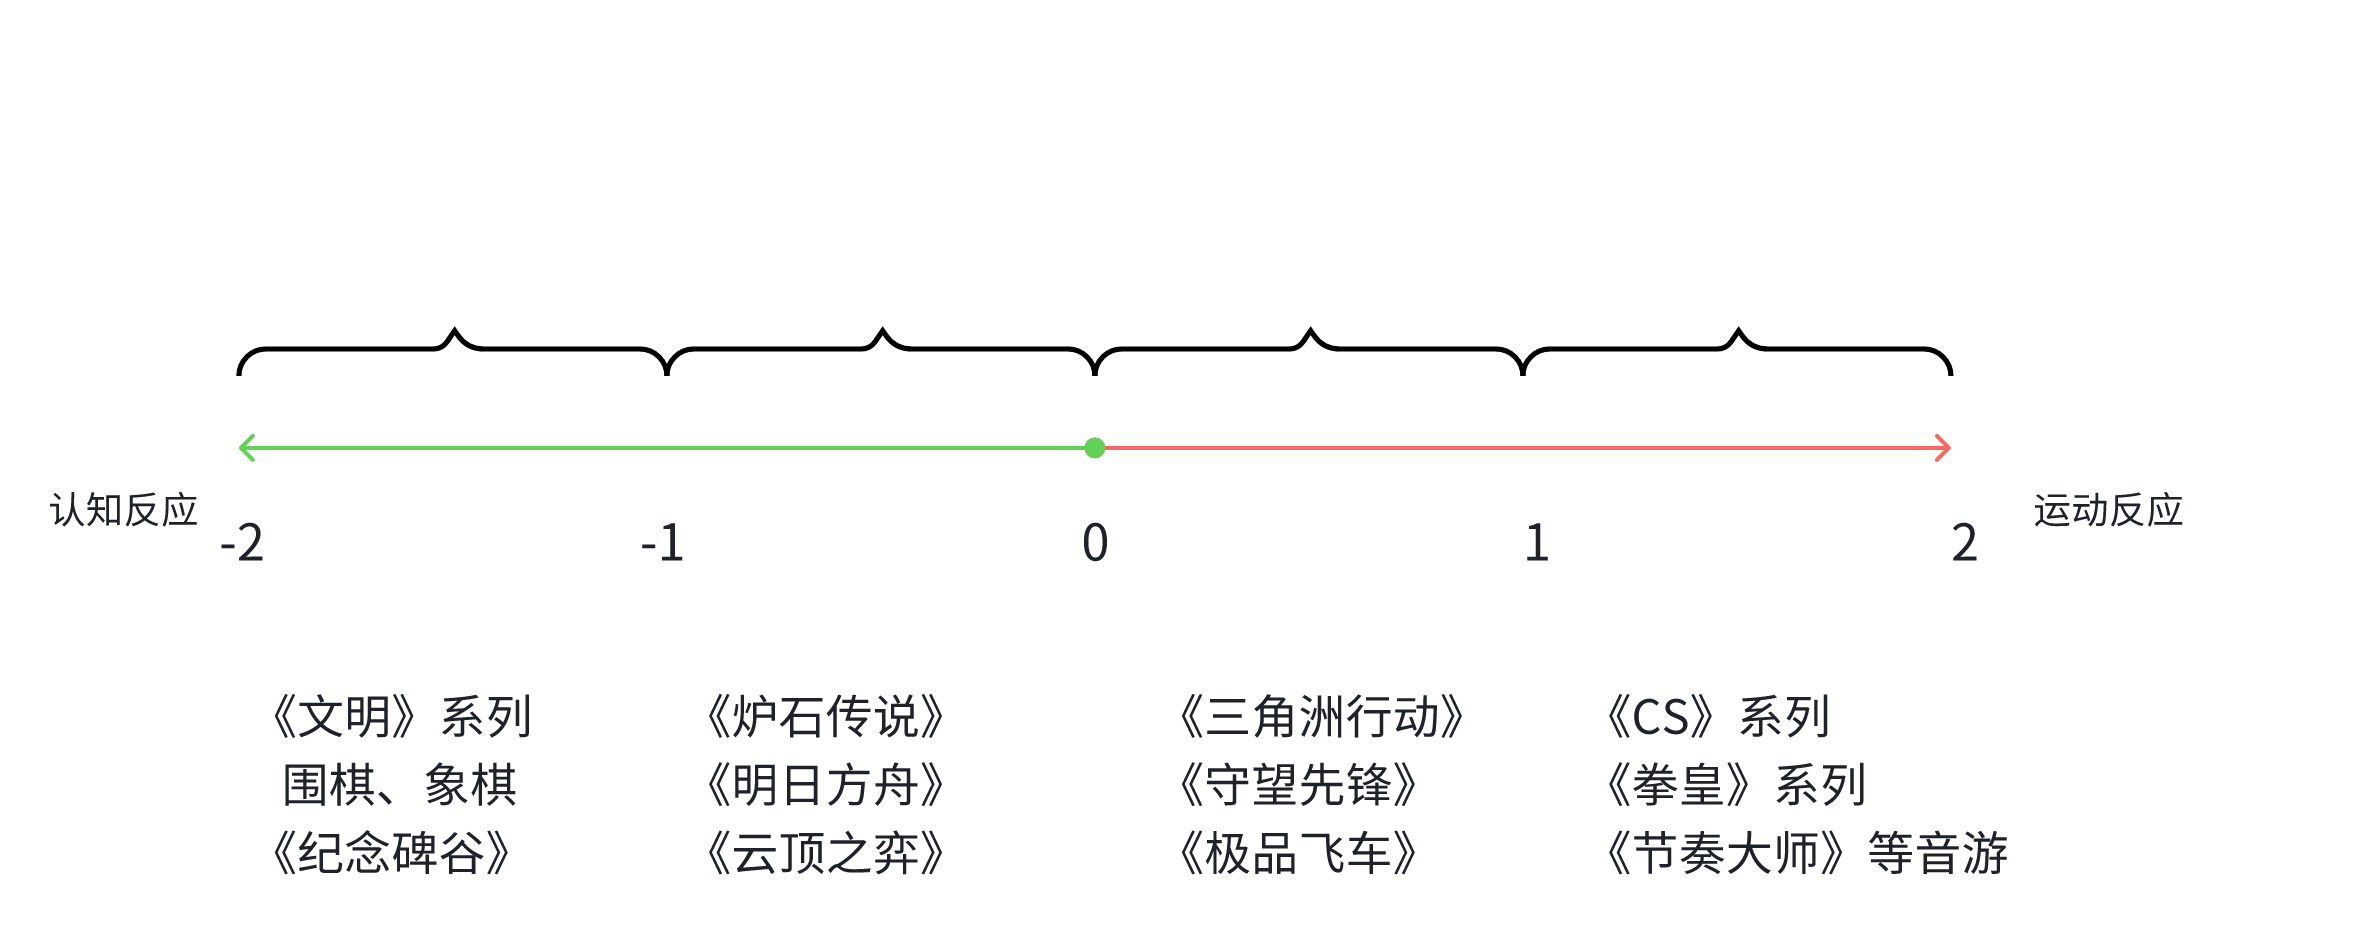 认知反应
运动反应
-2
-1
0
1
2
《文明》系列
围棋、象棋
《纪念碑谷》
《炉石传说》
《明日方舟》
《云顶之弈》
《三角洲行动》
《守望先锋》
《极品飞车》
《CS》系列
《拳皇》系列
《节奏大师》等音游